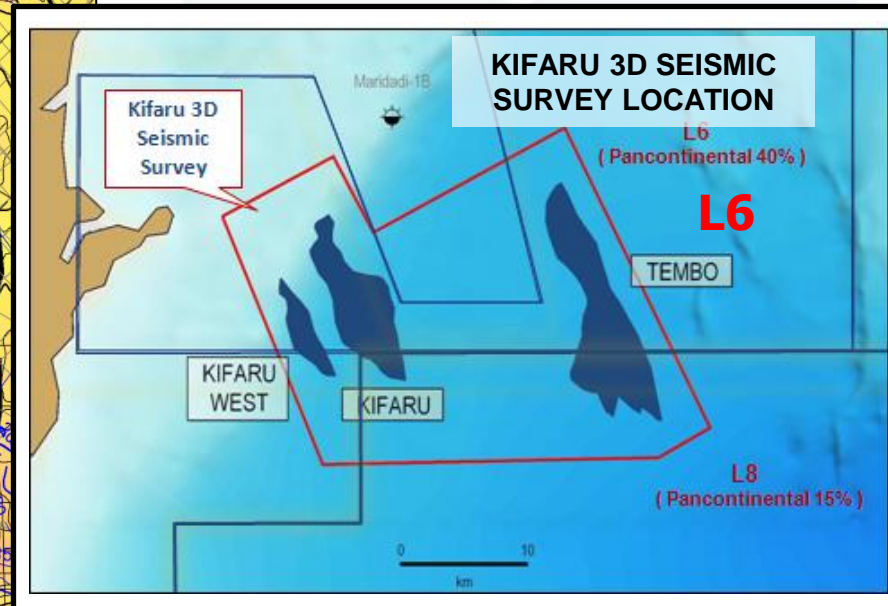 KIFARU 3D SEISMIC
SURVEY LOCATION
Maridadi-1B
Kifaru 3D
Seismic
Survey
L6
( Pancontinental 40% )
L6
TEMBO
KIFARU
WEST
KIFARU
L8
( Pancontinental 15% )
0 10
km